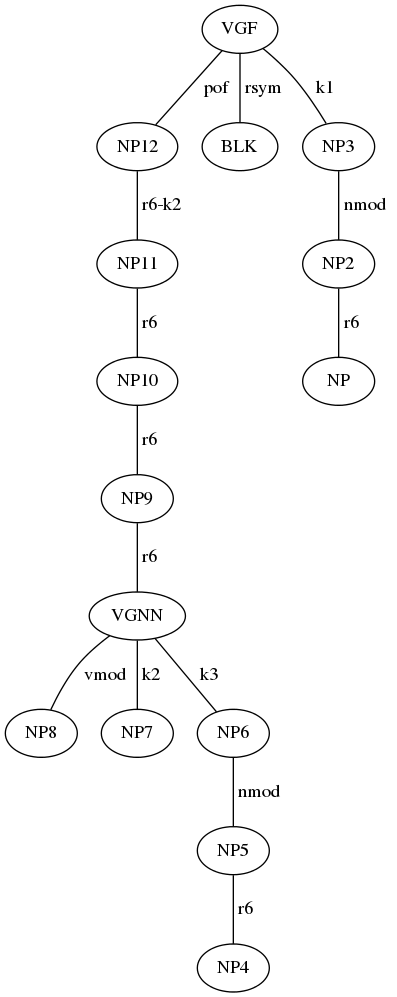 VGF
pof rsym k1
NP12 BLK NP3
r6-k2 nmod
NP11 NP2
r6 r6
NP10 NP
r6
NP9
r6
VGNN
vmod k2 k3
NP8 NP7 NP6
nmod
NP5
r6
NP4